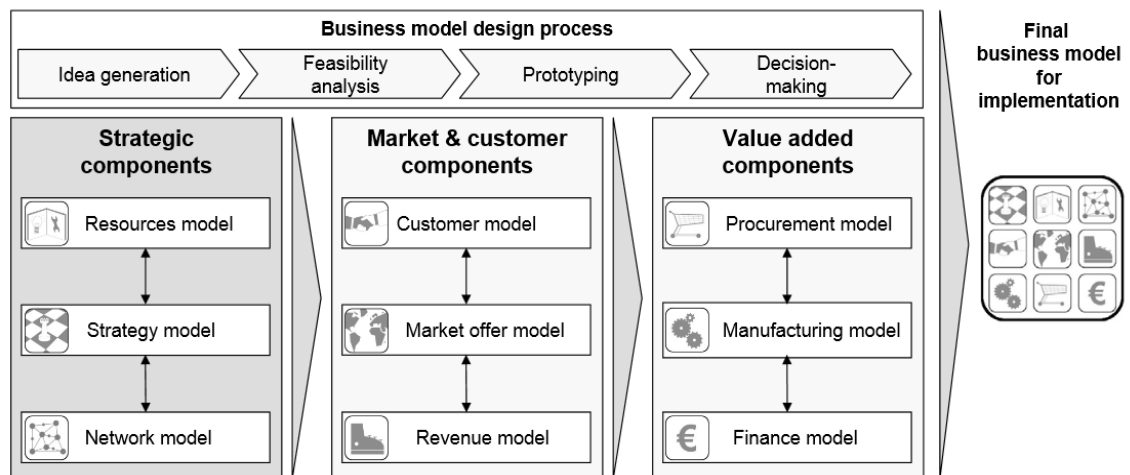 Business model design process
Idea generation
Feasibility
analysis
Prototyping
Decision-
making
Final
business model
for
implementation
Strategic
components
Resources model
Strategy model
Network model
Market & customer
components
Customer model
Market offer model
Revenue model
Value added
components
Procurement model
Manufacturing model
€
Finance model
€